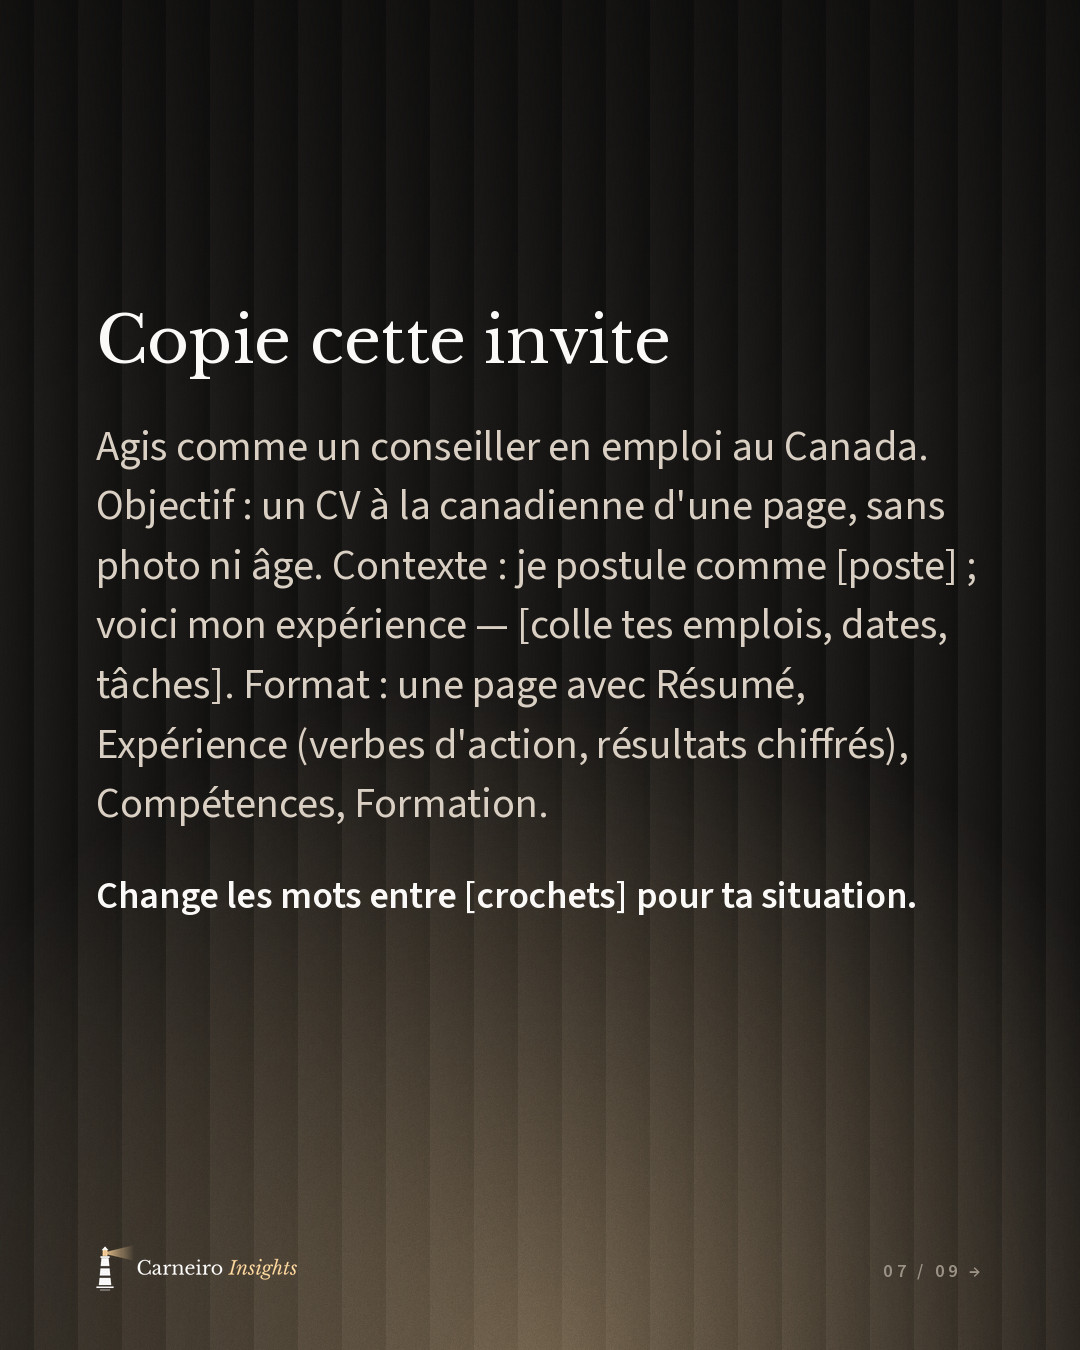 Copie cette invite
Agis comme un conseiller en emploi au Canada.
Objectif : un CV à la canadienne d'une page, sans
photo ni âge. Contexte : je postule comme [poste] ;
voici mon expérience — [colle tes emplois, dates,
tâches]. Format : une page avec Résumé,
Expérience (verbes d'action, résultats chiffrés),
Compétences, Formation.
Change les mots entre [crochets] pour ta situation.
Carneiro Insights
07 / 09 →